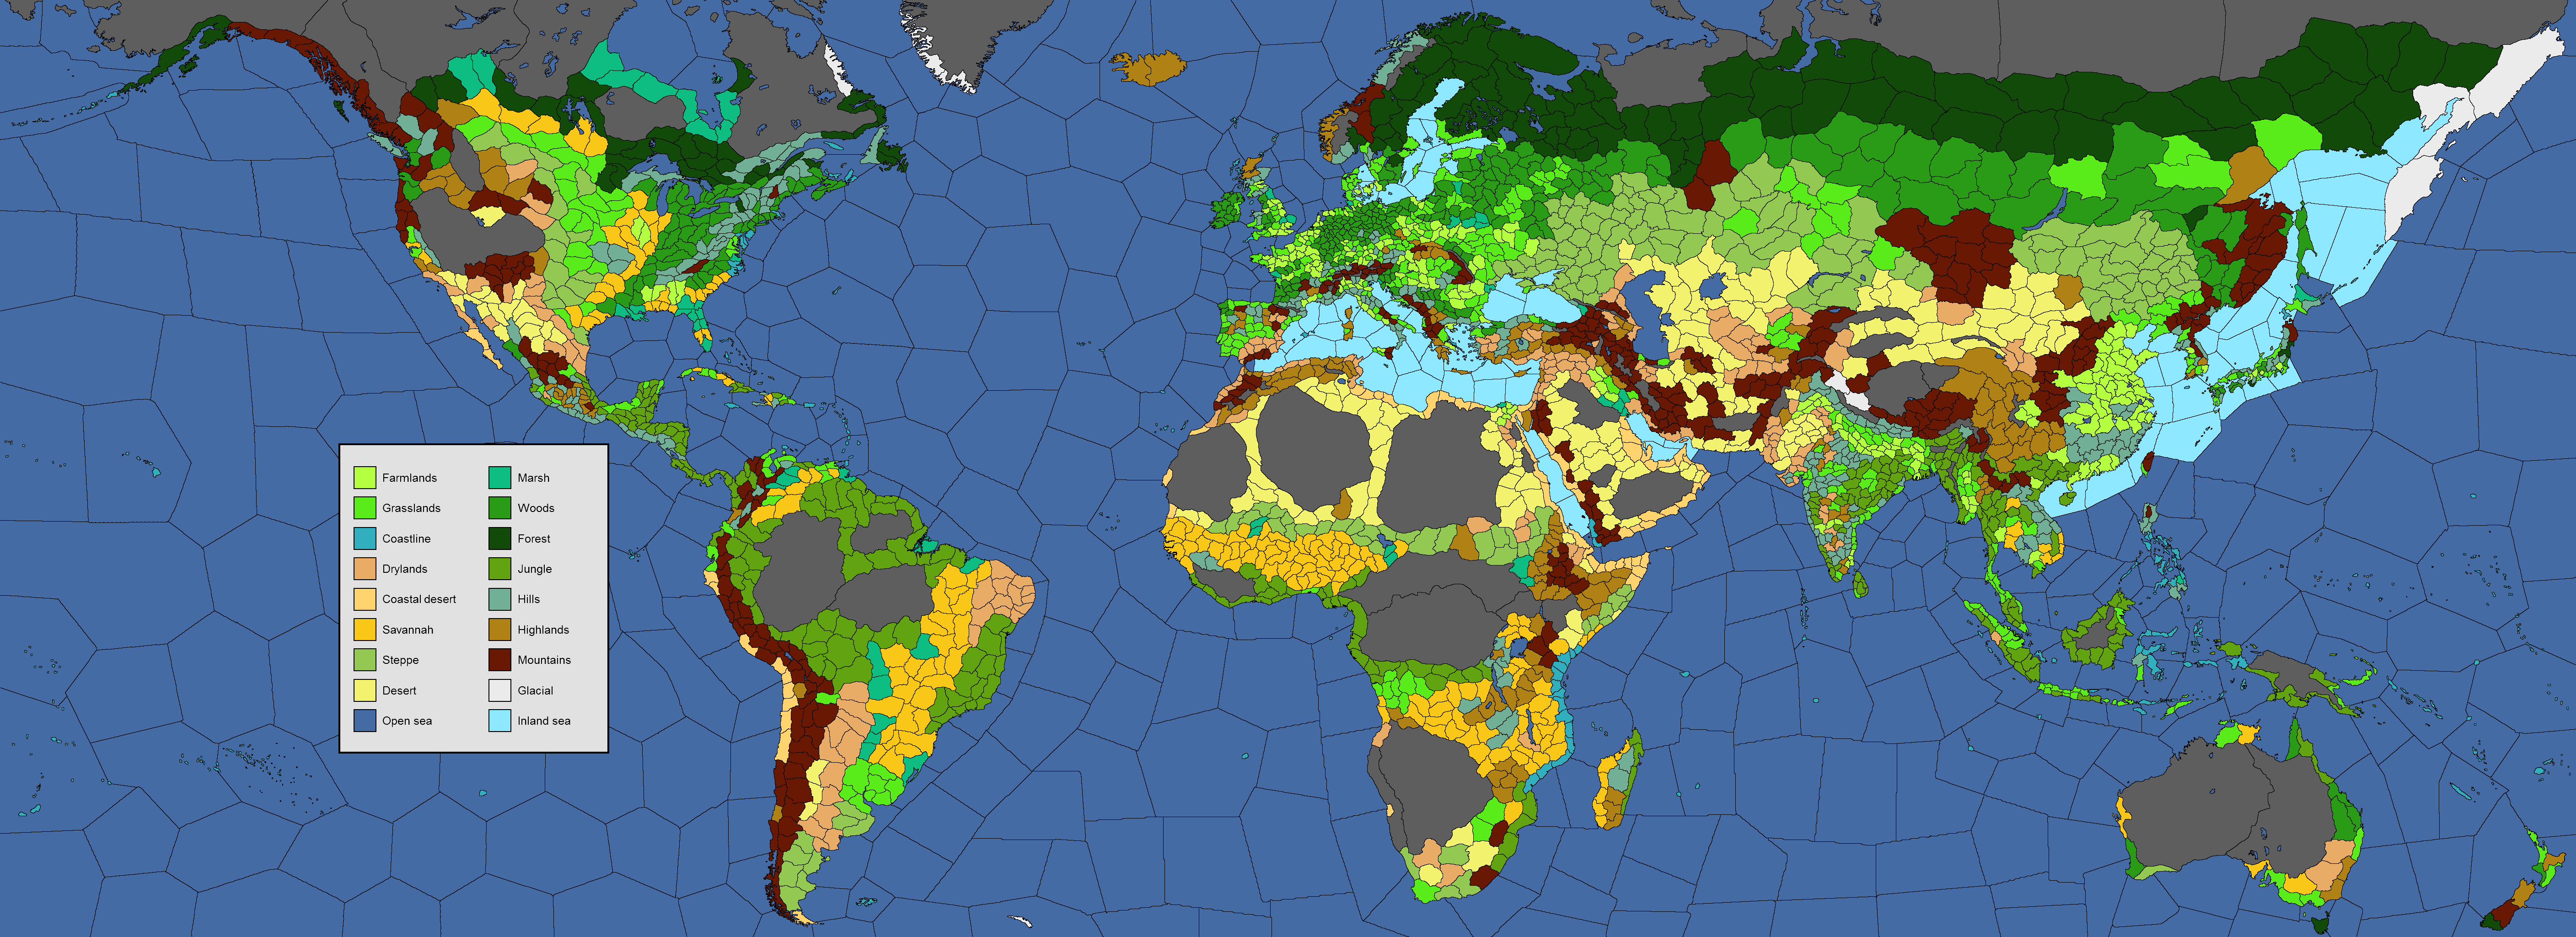 Farmlands
Grasslands
Coastline
Drylands
Coastal desert
Savannah
Steppe
Desert
Open sea
Marsh
Woods
Forest
Jungle
Hills
Highlands
Mountains
Glacial
Inland sea